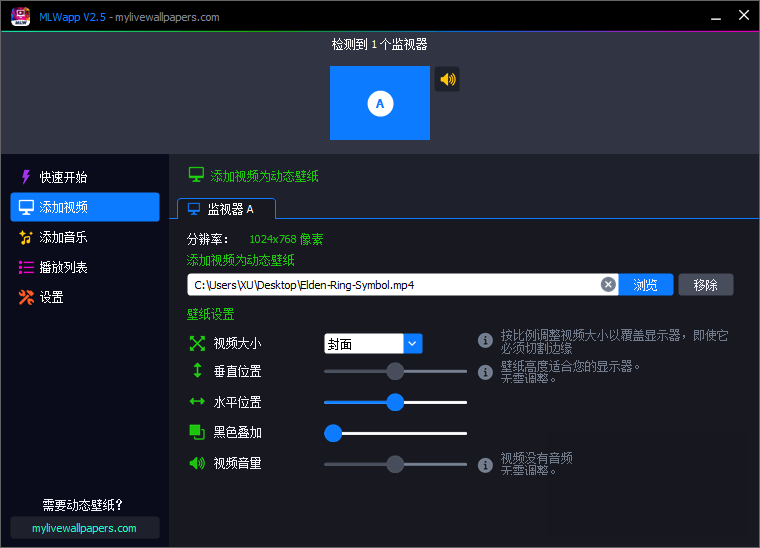 MLW
MLWapp V2.5 - mylivewallpapers.com
检测到 1 个监视器
A
快速开始
添加视频
添加音乐
播放列表
设置
需要动态壁纸？
mylivewallpapers.com
添加视频为动态壁纸
监视器 A
分辨率： 1024x768 像素
添加视频为动态壁纸
C:\Users\XU\Desktop\Elden-Ring-Symbol.mp4 浏览 移除
壁纸设置
视频大小 封面 按比例调整视频大小以覆盖显示器，即使它
必须切割边缘
垂直位置 壁纸高度适合您的显示器。
无需调整。
水平位置
黑色叠加
视频音量 视频没有音频
无需调整。